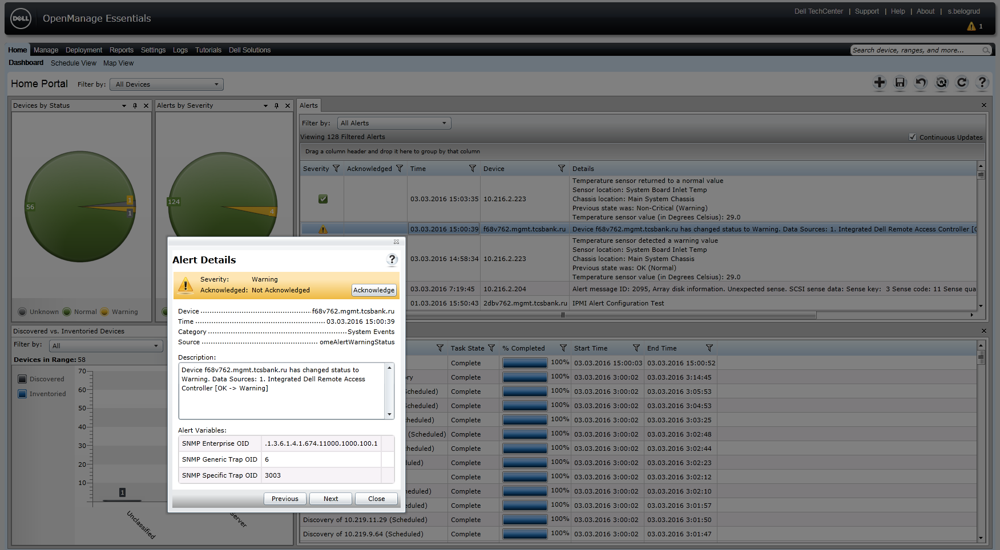 DELL
OpenManage Essentials
Dell TechCenter | Support | Help | About | s.belogrud
1
Home Manage Deployment Reports Settings Logs Tutorials Dell Solutions
Search device, ranges, and more...
Dashboard Schedule View Map View
Home Portal Filter by: All Devices
Devices by Status
56
1
1
Unknown Normal Warning
Alerts by Severity
124
4
Alerts
Filter by: All Alerts
Viewing 128 Filtered Alerts
Continuous Updates
Drag a column header and drop it here to group by that column
Severity Acknowledged Time Device Details
03.03.2016 15:03:35 10.216.2.223
Temperature sensor returned to a normal value
Sensor location: System Board Inlet Temp
Chassis location: Main System Chassis
Previous state was: Non-Critical (Warning)
Temperature sensor value (in Degrees Celsius): 29.0
03.03.2016 15:00:39 f68v762.mgmt.tcsbank.ru Device f68v762.mgmt.tcsbank.ru has changed status to Warning. Data Sources: 1. Integrated Dell Remote Access Controller [
03.03.2016 14:58:34 10.216.2.223
Temperature sensor detected a warning value
Sensor location: System Board Inlet Temp
Chassis location: Main System Chassis
Previous state was: OK (Normal)
Temperature sensor value (in Degrees Celsius): 29.0
03.03.2016 7:19:45 10.216.2.204 Alert message ID: 2095, Array disk information. Unexpected sense. SCSI sense data: Sense key: 3 Sense code: 11 Sense qua
01.03.2016 15:50:43 2dbv762.mgmt.tcsbank.ru IPMI Alert Configuration Test
Alert Details
Severity: Warning
Acknowledged: Not Acknowledged
Acknowledge
Device f68v762.mgmt.tcsbank.ru
Time 03.03.2016 15:00:39
Category System Events
Source omeAlertWarningStatus
Description:
Device f68v762.mgmt.tcsbank.ru has changed status to
Warning. Data Sources: 1. Integrated Dell Remote Access
Controller [OK -> Warning]
Alert Variables:
SNMP Enterprise OID .1.3.6.1.4.1.674.11000.1000.100.1
SNMP Generic Trap OID 6
SNMP Specific Trap OID 3003
Previous Next Close
Discovered vs. Inventoried Devices
Filter by: All
Devices in Range: 58
Discovered
Inventoried
70
60
50
40
30
20
10
1
Unclassified
Server
Task State % Completed Start Time End Time
Complete 100% 03.03.2016 15:00:03 03.03.2016 15:00:52
ry Complete 100% 03.03.2016 3:00:02 03.03.2016 3:14:45
cheduled) Complete 100% 03.03.2016 3:00:02 03.03.2016 3:05:53
cheduled) Complete 100% 03.03.2016 3:00:02 03.03.2016 3:04:53
heduled) Complete 100% 03.03.2016 3:00:02 03.03.2016 3:03:25
(Scheduled) Complete 100% 03.03.2016 3:00:02 03.03.2016 3:02:48
heduled) Complete 100% 03.03.2016 3:00:02 03.03.2016 3:02:44
uled) Complete 100% 03.03.2016 3:00:02 03.03.2016 3:02:23
Complete 100% 03.03.2016 3:00:02 03.03.2016 3:02:12
eduled) Complete 100% 03.03.2016 3:00:02 03.03.2016 3:02:10
duled) Complete 100% 03.03.2016 3:00:02 03.03.2016 3:01:57
Discovery of 10.219.11.29 (Scheduled) Complete 100% 03.03.2016 3:00:02 03.03.2016 3:01:50
Discovery of 10.219.9.64 (Scheduled) Complete 100% 03.03.2016 3:00:02 03.03.2016 3:01:47